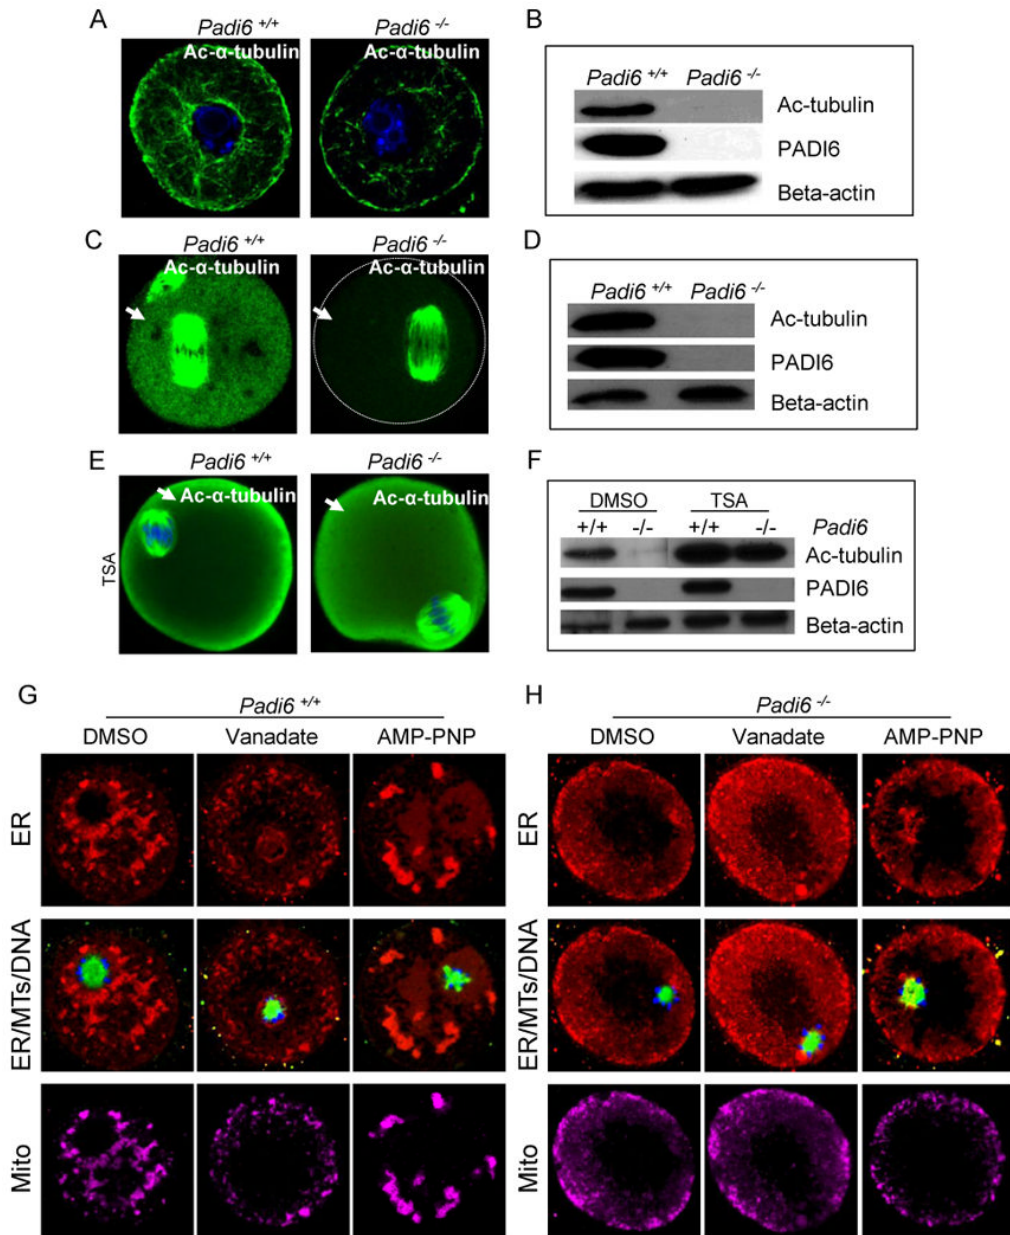 A
Padi6 +/+
Padi6 -/-
Ac-α-tubulin
Ac-α-tubulin
B
Padi6 +/+ Padi6 -/-
Ac-tubulin
PADI6
Beta-actin
C
Padi6 +/+
Padi6 -/-
Ac-α-tubulin
Ac-α-tubulin
D
Padi6 +/+ Padi6 -/-
Ac-tubulin
PADI6
Beta-actin
E
Padi6 +/+
Padi6 -/-
Ac-α-tubulin
Ac-α-tubulin
TSA
F
DMSO TSA
+/+ -/- +/+ -/- Padi6
Ac-tubulin
PADI6
Beta-actin
G
Padi6 +/+
DMSO Vanadate AMP-PNP
ER
ER/MTs/DNA
Mito
H
Padi6 -/-
DMSO Vanadate AMP-PNP
ER
ER/MTs/DNA
Mito